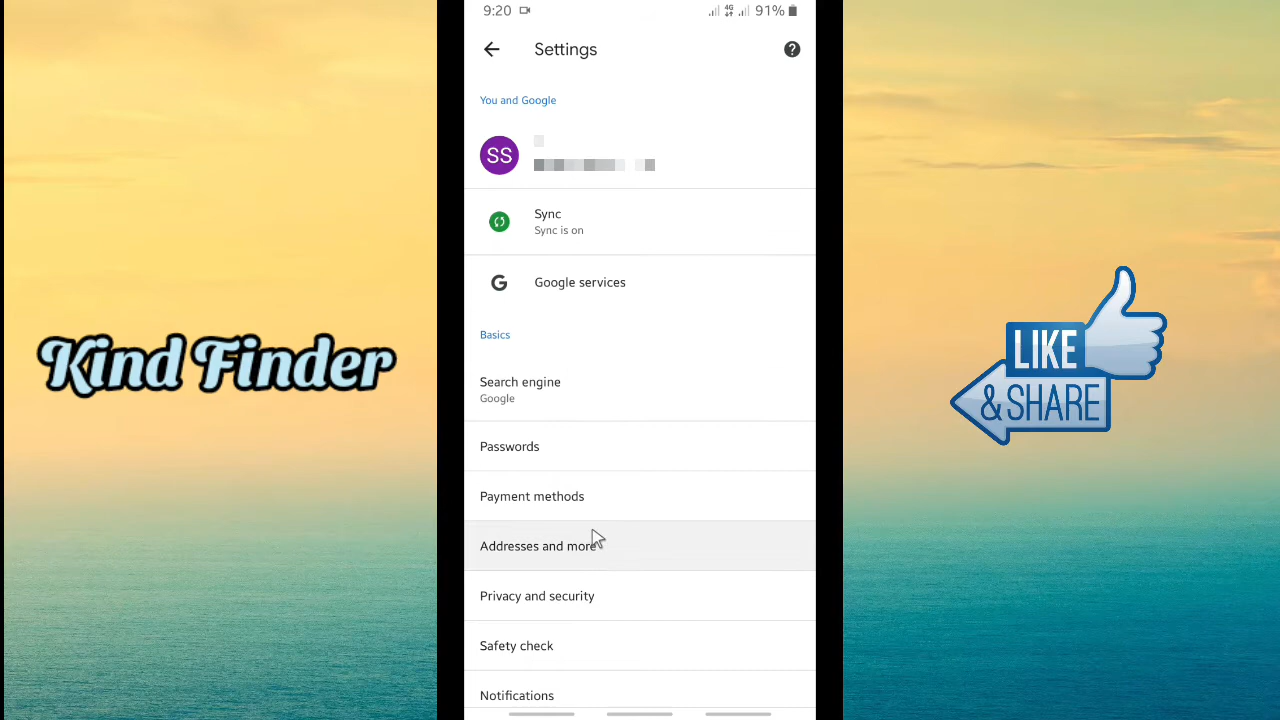 9:20
4G
91%
Settings
You and Google
SS
Sync
Sync is on
Google services
Basics
Search engine
Google
Passwords
Payment methods
Addresses and more
Privacy and security
Safety check
Notifications
Kind Finder
LIKE
& SHARE